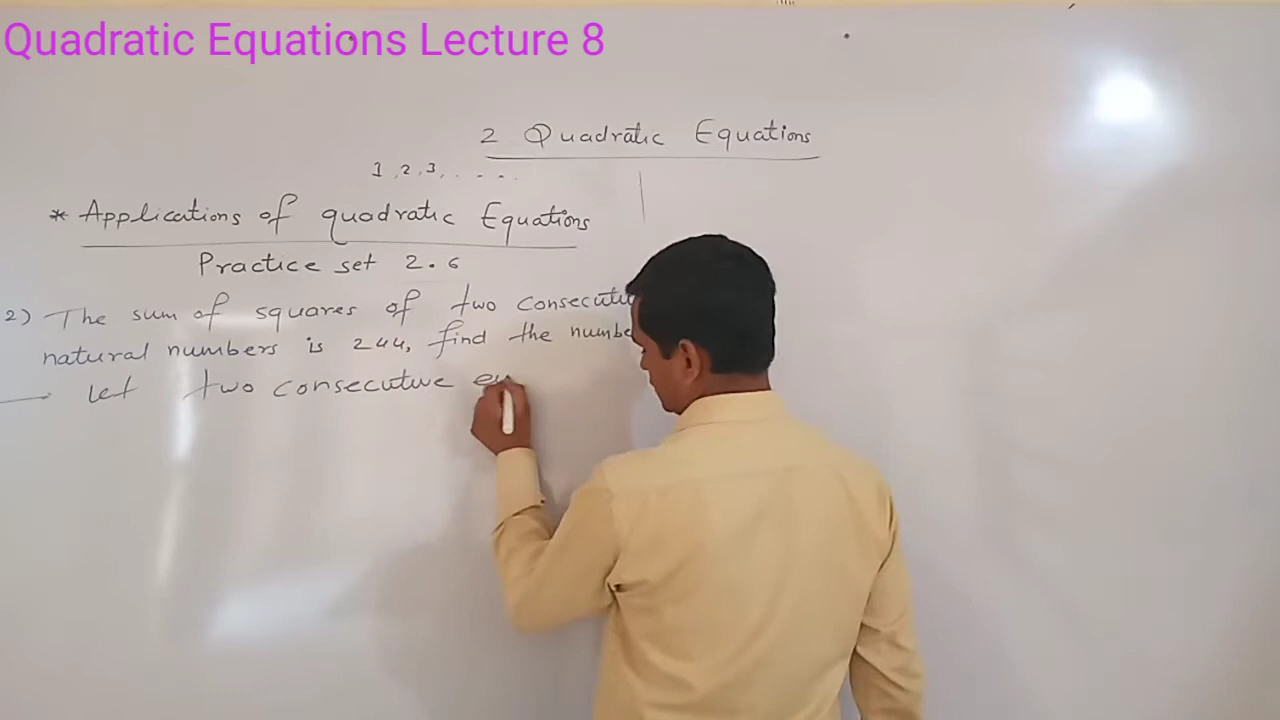 Quadratic Equations Lecture 8
2 Quadratic Equations
1, 2, 3, . . . .
* Applications of quadratic Equations
Practice set 2.6
2) The sum of squares of two consecutive
natural numbers is 244, find the numbe
Let two consecutive